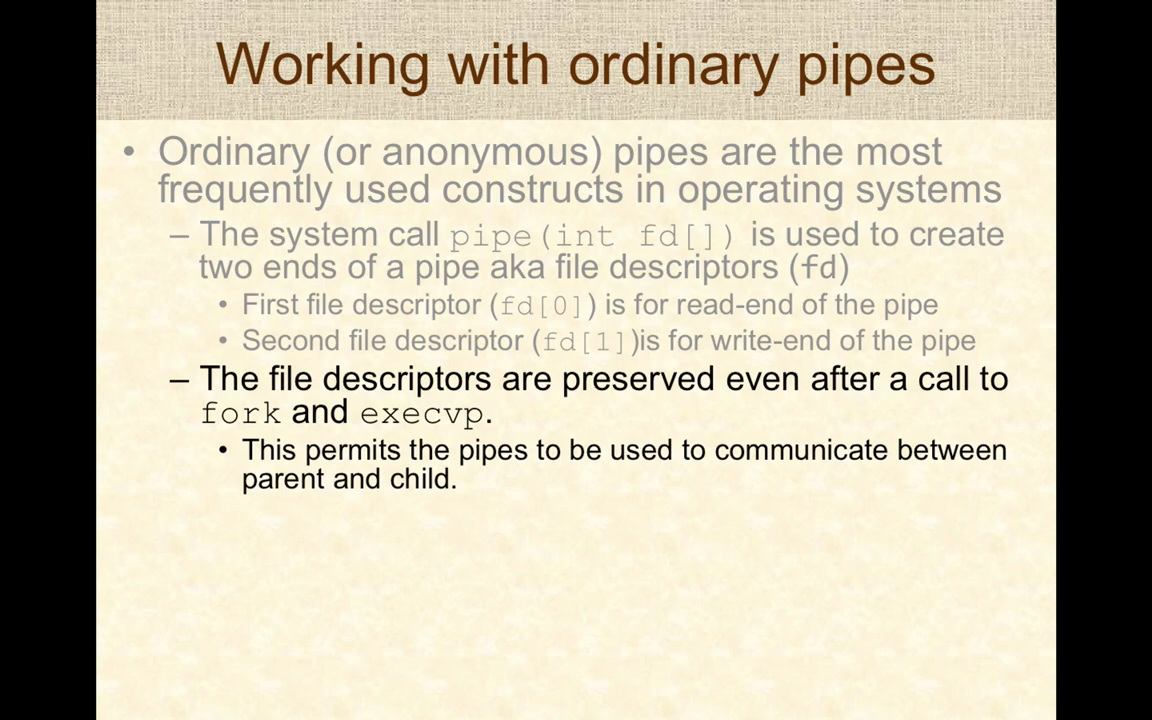 Working with ordinary pipes
• Ordinary (or anonymous) pipes are the most
frequently used constructs in operating systems
– The system call pipe(int fd[]) is used to create
two ends of a pipe aka file descriptors (fd)
• First file descriptor (fd[0]) is for read-end of the pipe
• Second file descriptor (fd[1])is for write-end of the pipe
– The file descriptors are preserved even after a call to
fork and execvp.
• This permits the pipes to be used to communicate between
parent and child.